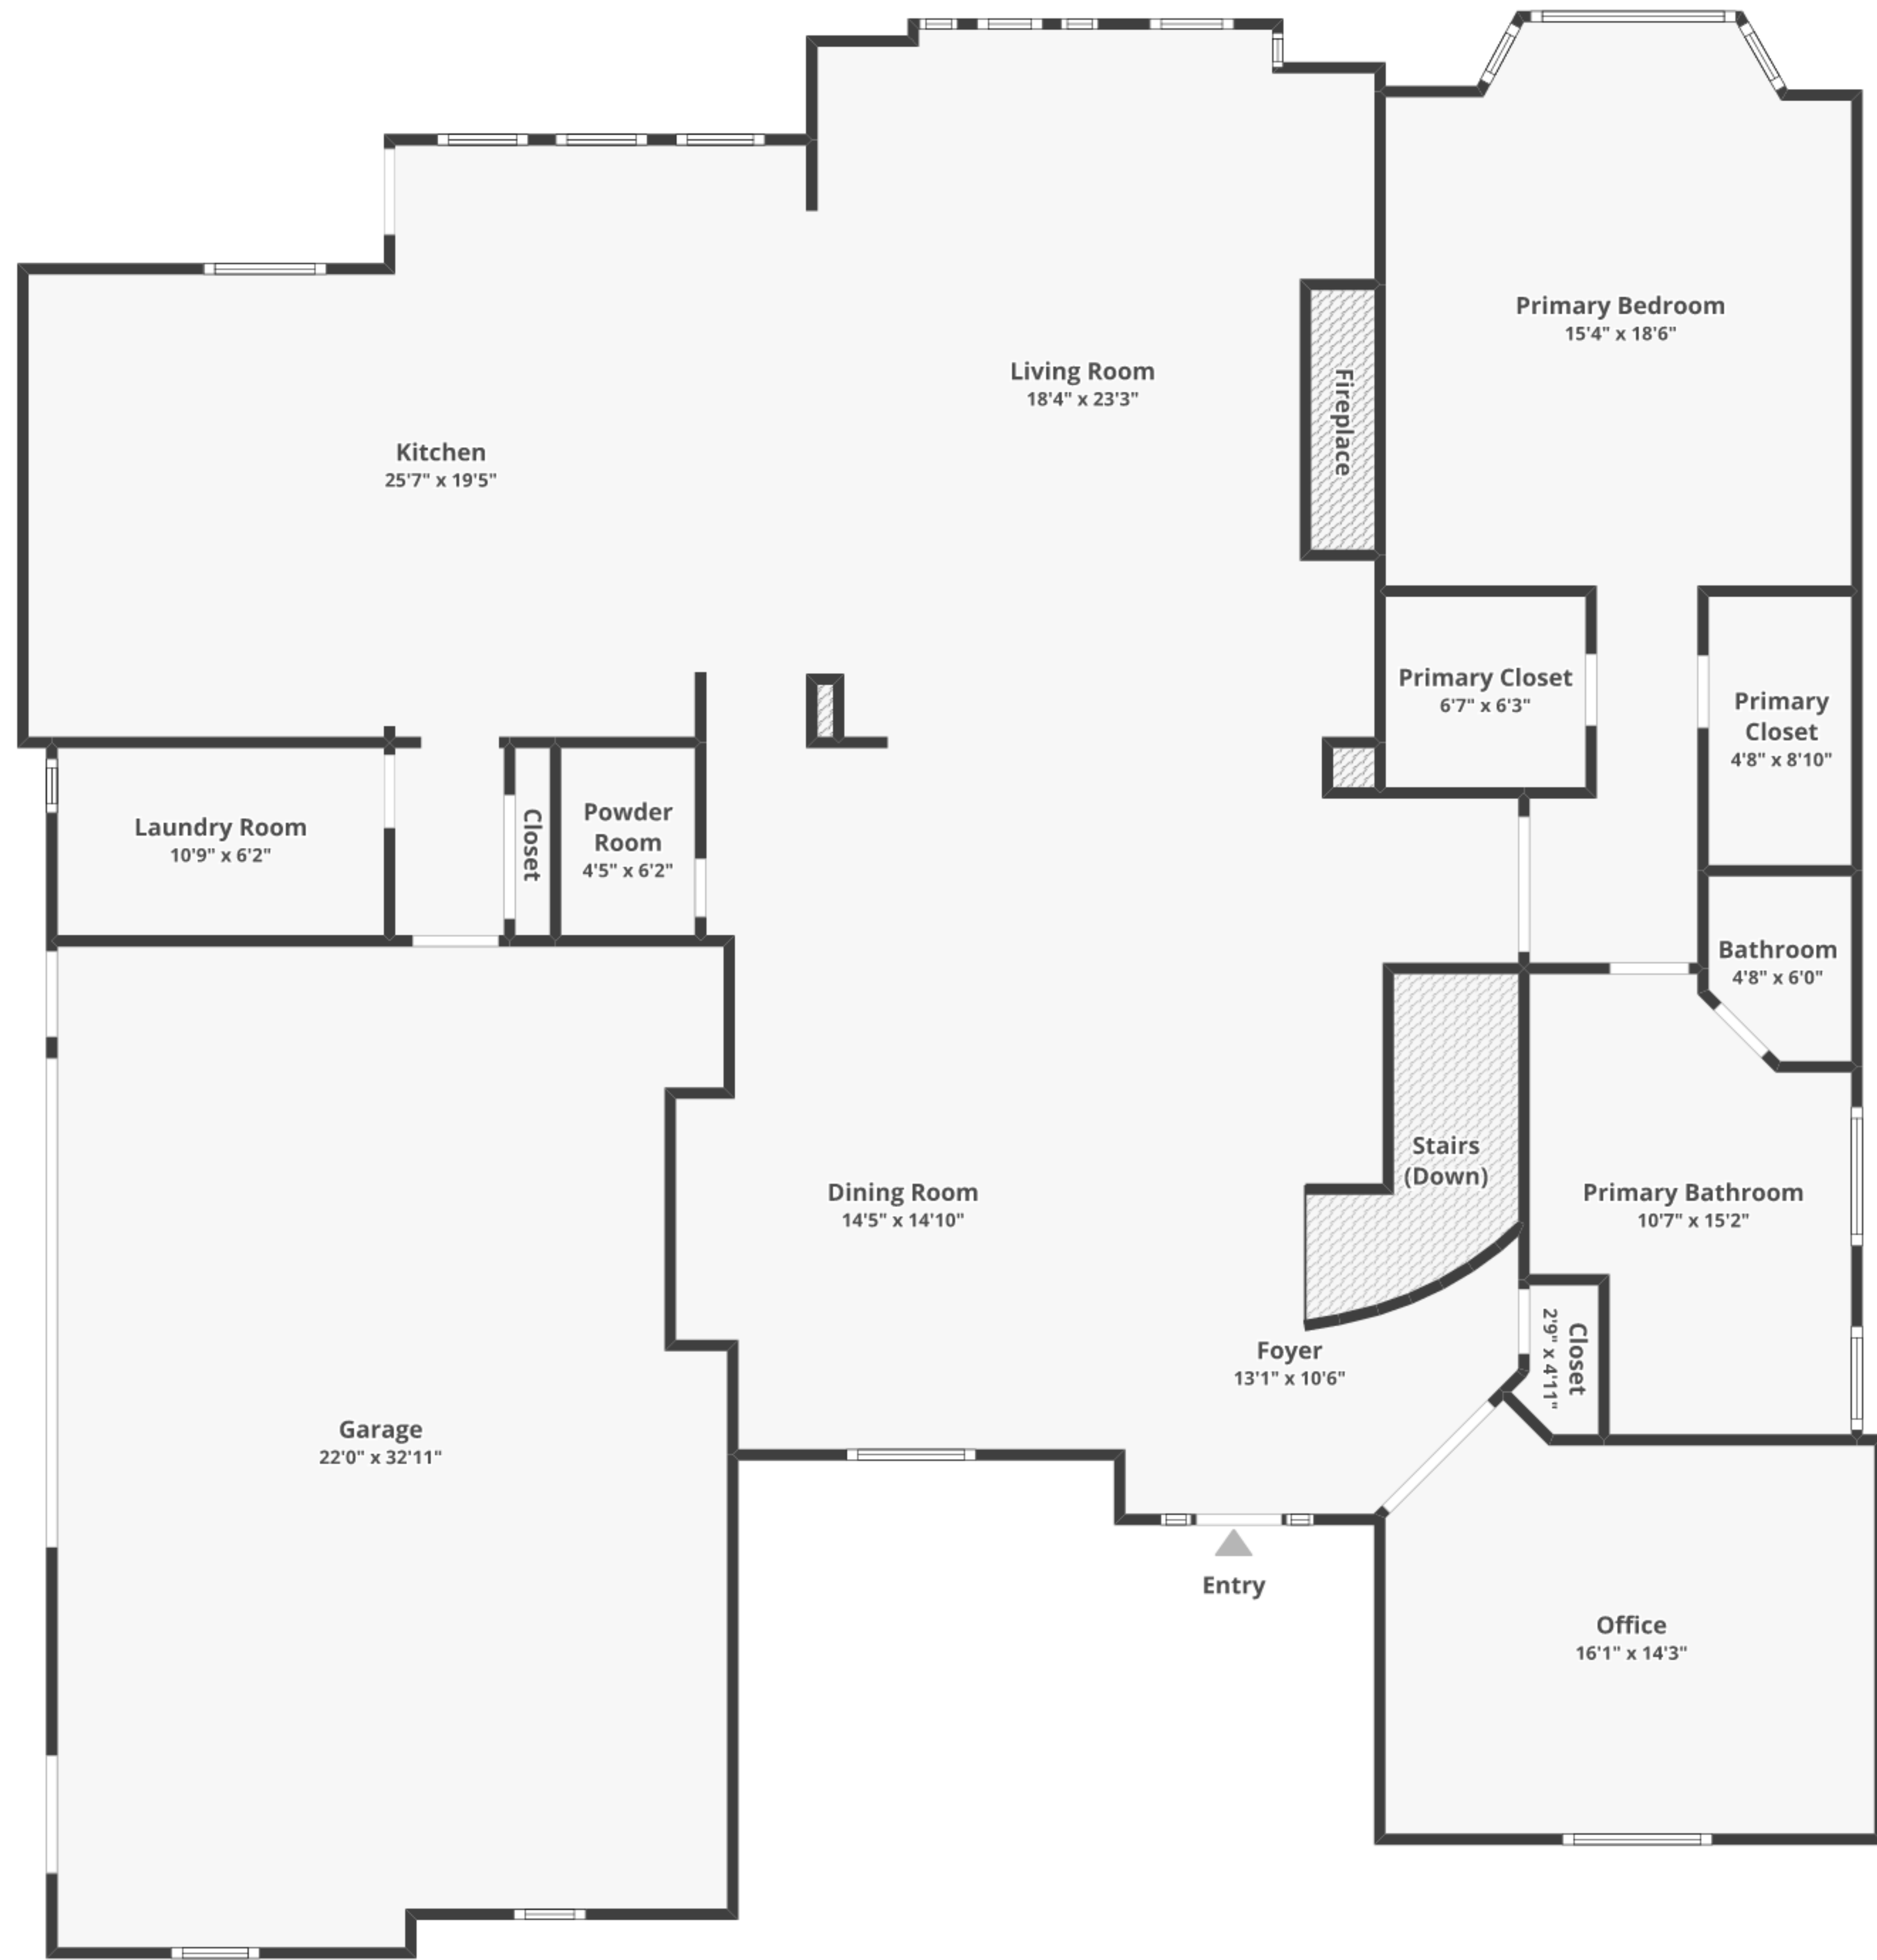 Primary Bedroom
15'4" x 18'6"
Living Room
18'4" x 23'3"
Fireplace
Kitchen
25'7" x 19'5"
Primary Closet
6'7" x 6'3"
Primary
Closet
4'8" x 8'10"
Laundry Room
10'9" x 6'2"
Closet
Powder
Room
4'5" x 6'2"
Bathroom
4'8" x 6'0"
Stairs
(Down)
Dining Room
14'5" x 14'10"
Primary Bathroom
10'7" x 15'2"
Foyer
13'1" x 10'6"
Closet
2'9" x 4'11"
Garage
22'0" x 32'11"
Entry
Office
16'1" x 14'3"